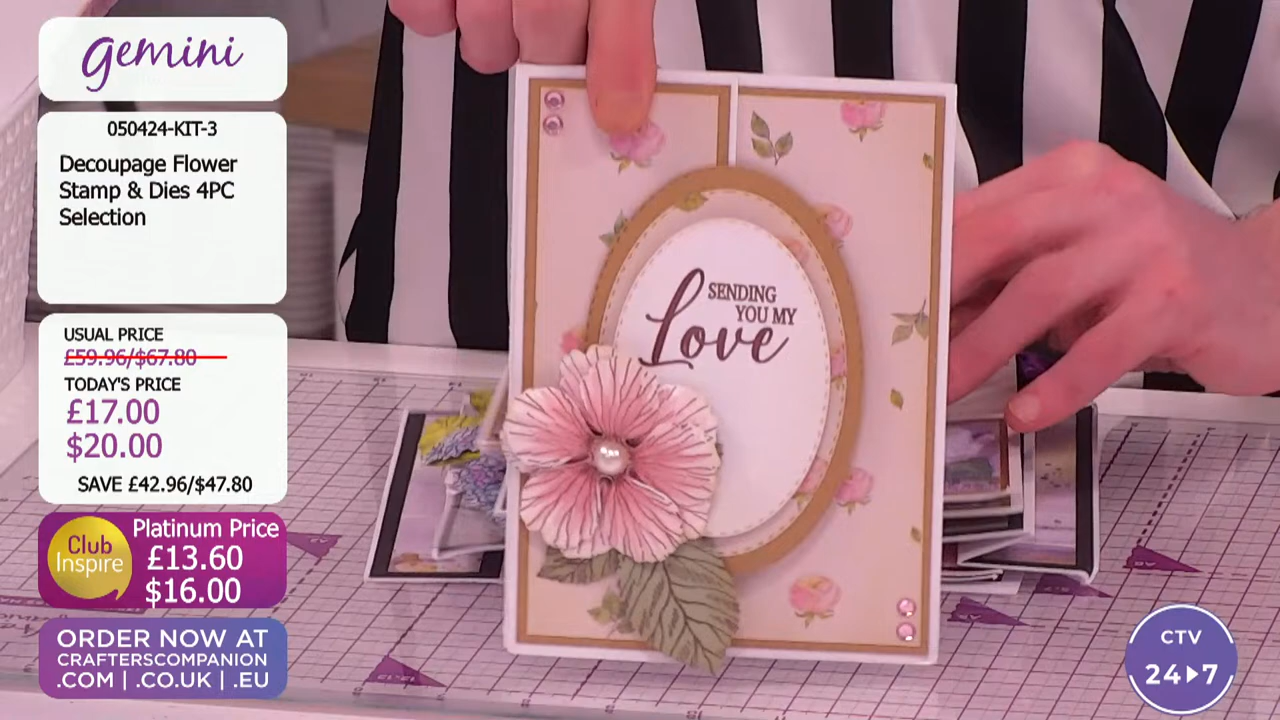 gemini
050424-KIT-3
Decoupage Flower
Stamp & Dies 4PC
Selection
USUAL PRICE
£59.96/$67.80
TODAY'S PRICE
£17.00
$20.00
SAVE £42.96/$47.80
Club
Inspire
Platinum Price
£13.60
$16.00
ORDER NOW AT
CRAFTERSCOMPANION
.COM | .CO.UK | .EU
SENDING
YOU MY
Love
CTV
24▶7